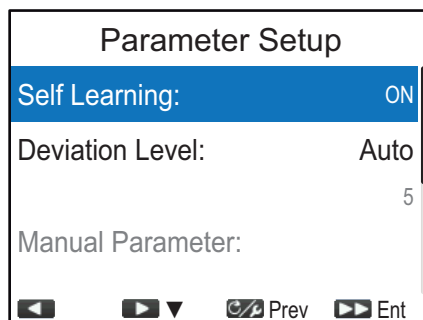 Parameter Setup
Self Learning: ON
Deviation Level: Auto
5
Manual Parameter:
▼ Prev Ent